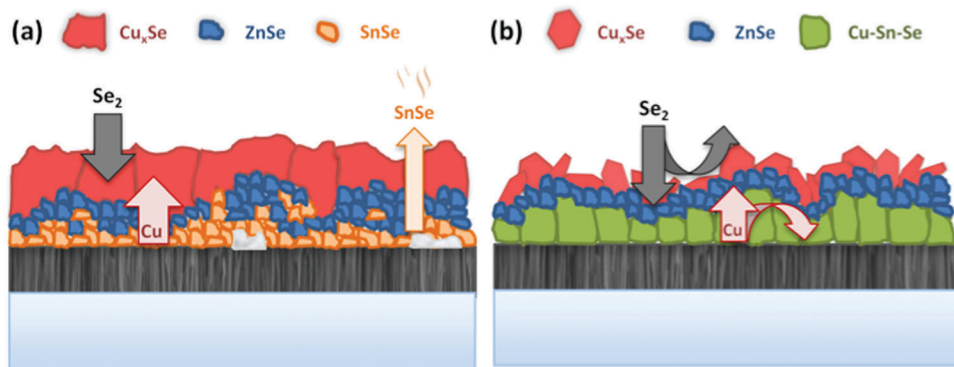 (a) CuₓSe ZnSe SnSe
Se₂
SnSe
Cu
(b) CuₓSe ZnSe Cu-Sn-Se
Se₂
Cu